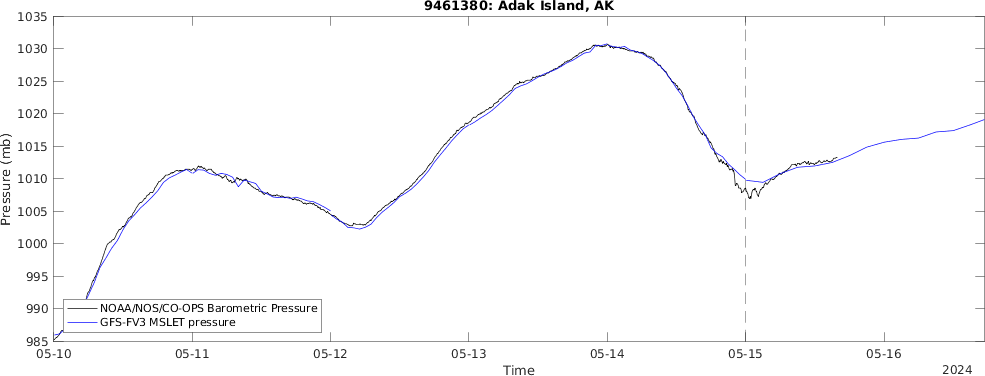 9461380: Adak Island, AK
1035
1030
1025
1020
1015
1010
1005
1000
995
990
985
Pressure (mb)
NOAA/NOS/CO-OPS Barometric Pressure
GFS-FV3 MSLET pressure
05-10 05-11 05-12 05-13 05-14 05-15 05-16
Time
2024